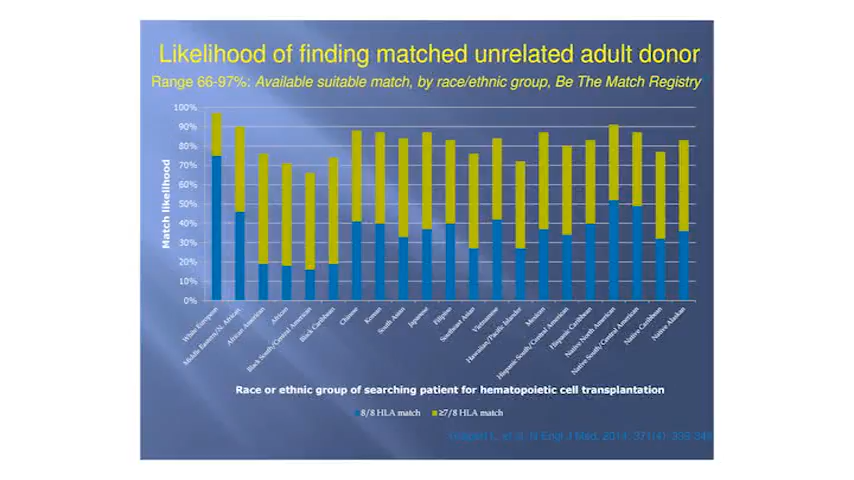 Likelihood of finding matched unrelated adult donor
Range 66-97%: Available suitable match, by race/ethnic group, Be The Match Registry
100%
90%
80%
70%
60%
50%
40%
30%
20%
10%
0%
Match likelihood
White European
Middle Eastern/N. African
African American
African
Black South/Central American
Black Caribbean
Chinese
Korean
South Asian
Japanese
Filipino
Southeast Asian
Vietnamese
Hawaiian/Pacific Islander
Mexican
Hispanic South/Central American
Hispanic Caribbean
Native North American
Native South/Central American
Native Caribbean
Native Alaskan
Race or ethnic group of searching patient for hematopoietic cell transplantation
8/8 HLA match
≥7/8 HLA match
N Engl J Med. 2014; 371(4):